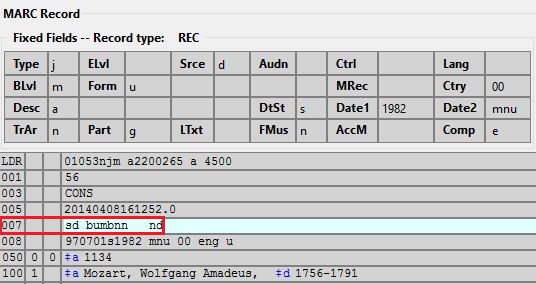 MARC Record
Fixed Fields -- Record type: REC
Type j ELvl Srce d Audn Ctrl Lang
BLvl m Form u MRec Ctry 00
Desc a DtSt s Date1 1982 Date2 mnu
TrAr n Part g LTxt FMus n AccM Comp e
LDR 01053njm a2200265 a 4500
001 56
003 CONS
005 20140408161252.0
007 sd bumbnn nd
008 970701s1982 mnu 00 eng u
050 0 0 ‡a 1134
100 1 ‡a Mozart, Wolfgang Amadeus, ‡d 1756-1791